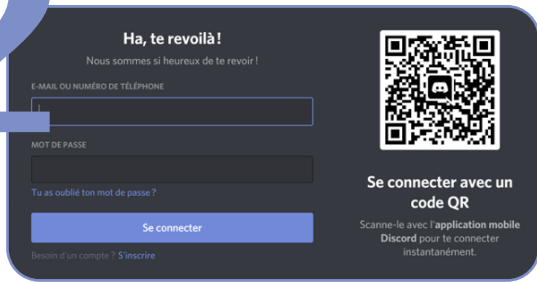 Ha, te revoilà !
Nous sommes si heureux de te revoir !
E-MAIL OU NUMÉRO DE TÉLÉPHONE
MOT DE PASSE
Tu as oublié ton mot de passe ?
Se connecter
Besoin d'un compte ? S'inscrire
Se connecter avec un
code QR
Scanne-le avec l'application mobile
Discord pour te connecter
instantanément.